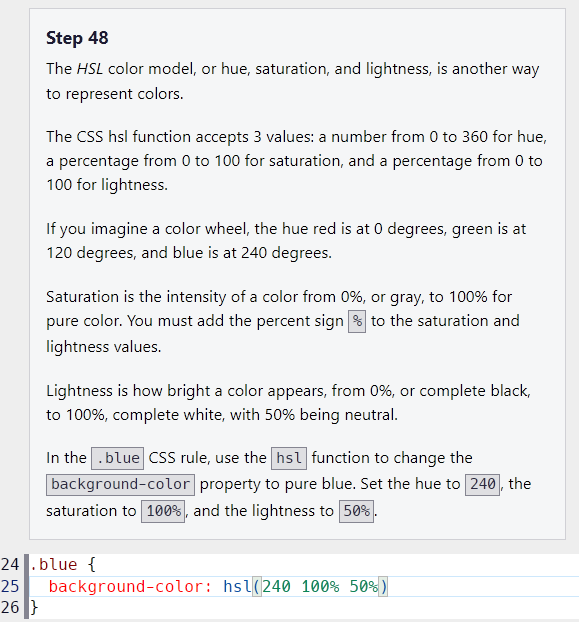 Step 48
The HSL color model, or hue, saturation, and lightness, is another way
to represent colors.
The CSS hsl function accepts 3 values: a number from 0 to 360 for hue,
a percentage from 0 to 100 for saturation, and a percentage from 0 to
100 for lightness.
If you imagine a color wheel, the hue red is at 0 degrees, green is at
120 degrees, and blue is at 240 degrees.
Saturation is the intensity of a color from 0%, or gray, to 100% for
pure color. You must add the percent sign % to the saturation and
lightness values.
Lightness is how bright a color appears, from 0%, or complete black,
to 100%, complete white, with 50% being neutral.
In the .blue CSS rule, use the hsl function to change the
background-color property to pure blue. Set the hue to 240, the
saturation to 100%, and the lightness to 50%.
24 .blue {
25 background-color: hsl(240 100% 50%)
26 }